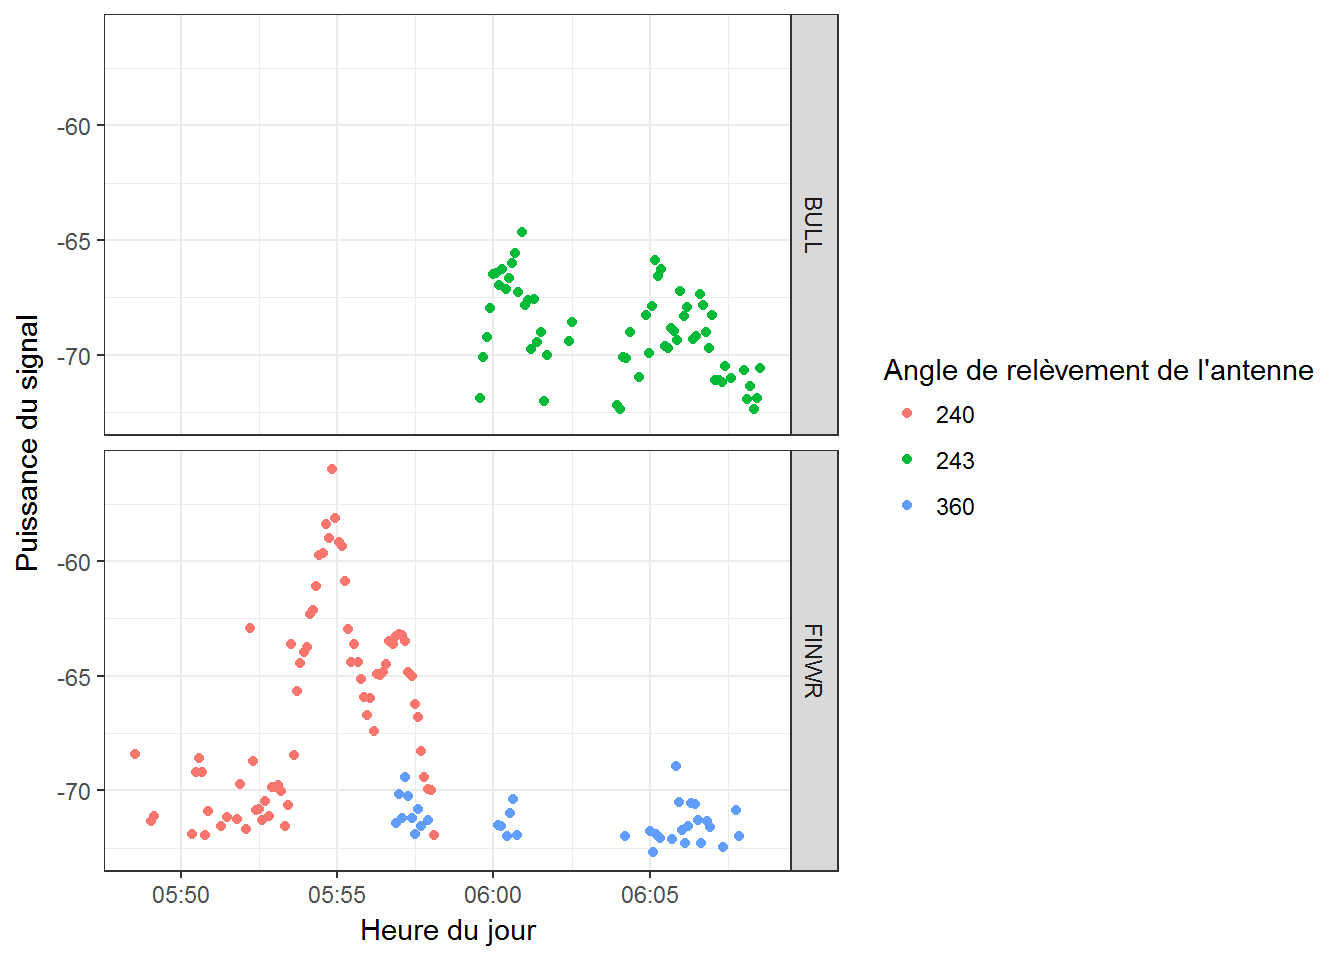 Puissance du signal
-60
-65
-70
BULL
-60
-65
-70
FINWR
05:50 05:55 06:00 06:05
Heure du jour
Angle de relèvement de l'antenne
240
243
360